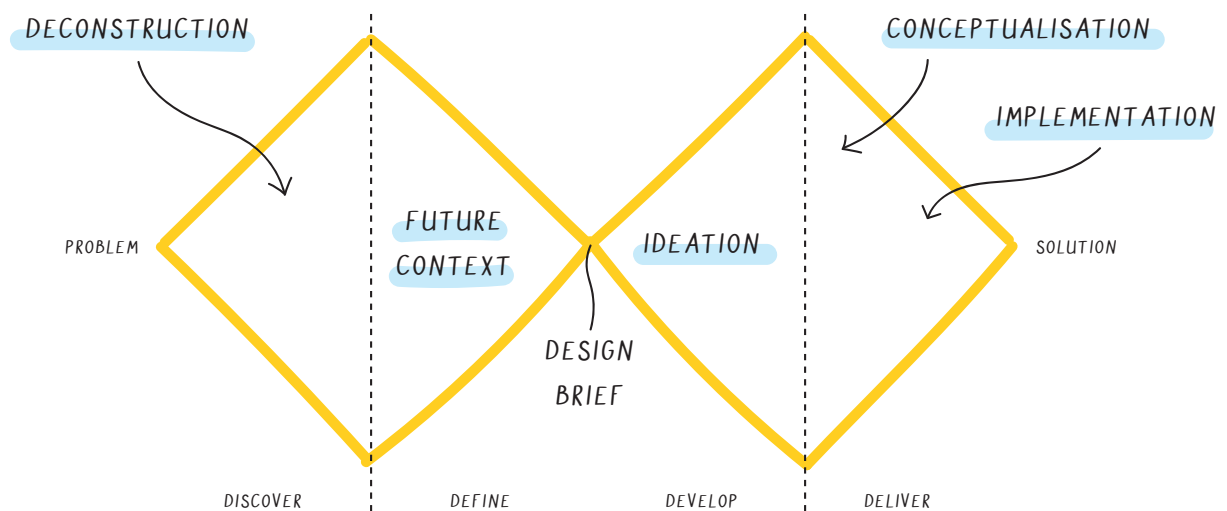 DECONSTRUCTION
CONCEPTUALISATION
IMPLEMENTATION
PROBLEM
FUTURE
CONTEXT
IDEATION
SOLUTION
DESIGN
BRIEF
DISCOVER
DEFINE
DEVELOP
DELIVER